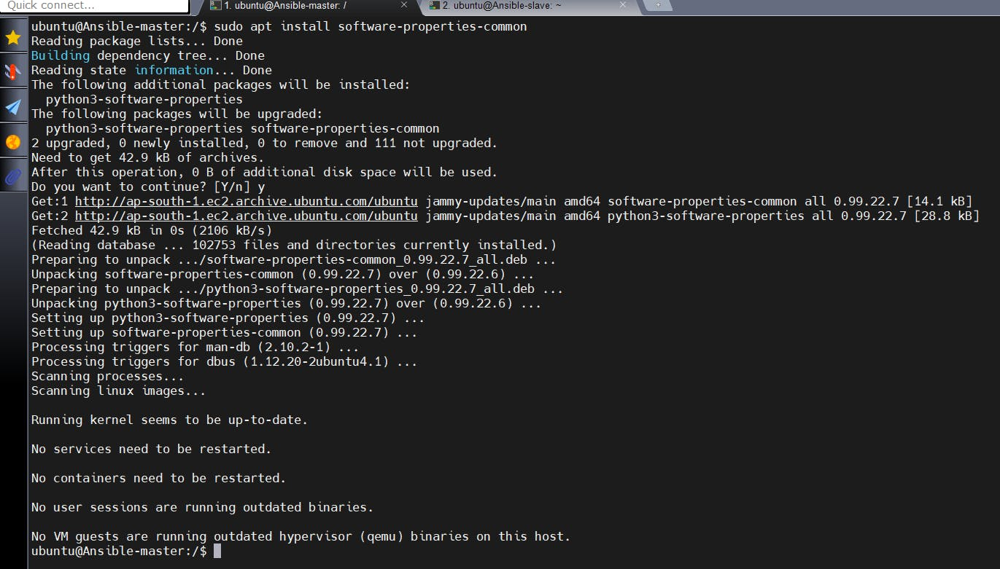 Quick connect...
1. ubuntu@Ansible-master: /
2. ubuntu@Ansible-slave: ~
ubuntu@Ansible-master:/$ sudo apt install software-properties-common
Reading package lists... Done
Building dependency tree... Done
Reading state information... Done
The following additional packages will be installed:
  python3-software-properties
The following packages will be upgraded:
  python3-software-properties software-properties-common
2 upgraded, 0 newly installed, 0 to remove and 111 not upgraded.
Need to get 42.9 kB of archives.
After this operation, 0 B of additional disk space will be used.
Do you want to continue? [Y/n] y
Get:1 http://ap-south-1.ec2.archive.ubuntu.com/ubuntu jammy-updates/main amd64 software-properties-common all 0.99.22.7 [14.1 kB]
Get:2 http://ap-south-1.ec2.archive.ubuntu.com/ubuntu jammy-updates/main amd64 python3-software-properties all 0.99.22.7 [28.8 kB]
Fetched 42.9 kB in 0s (2106 kB/s)
(Reading database ... 102753 files and directories currently installed.)
Preparing to unpack .../software-properties-common_0.99.22.7_all.deb ...
Unpacking software-properties-common (0.99.22.7) over (0.99.22.6) ...
Preparing to unpack .../python3-software-properties_0.99.22.7_all.deb ...
Unpacking python3-software-properties (0.99.22.7) over (0.99.22.6) ...
Setting up python3-software-properties (0.99.22.7) ...
Setting up software-properties-common (0.99.22.7) ...
Processing triggers for man-db (2.10.2-1) ...
Processing triggers for dbus (1.12.20-2ubuntu4.1) ...
Scanning processes...
Scanning linux images...
Running kernel seems to be up-to-date.
No services need to be restarted.
No containers need to be restarted.
No user sessions are running outdated binaries.
No VM guests are running outdated hypervisor (qemu) binaries on this host.
ubuntu@Ansible-master:/$